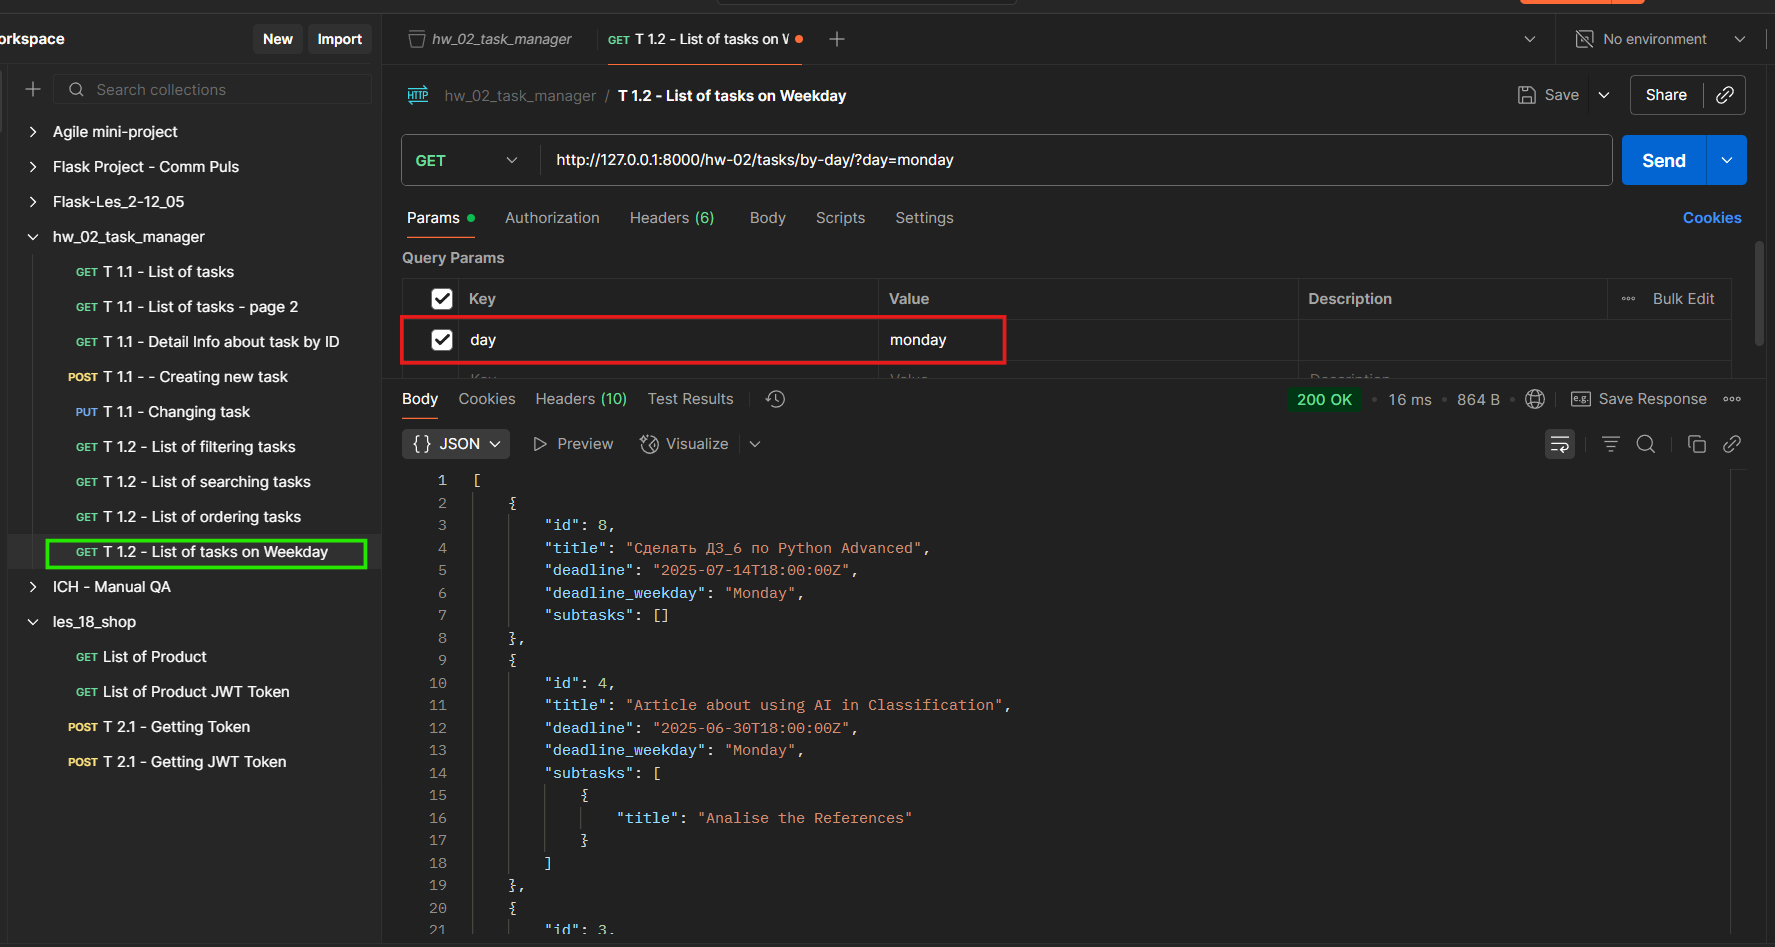 orkspace
New
Import
Search collections
Agile mini-project
Flask Project - Comm Puls
Flask-Les_2-12_05
hw_02_task_manager
GET T 1.1 - List of tasks
GET T 1.1 - List of tasks - page 2
GET T 1.1 - Detail Info about task by ID
POST T 1.1 - - Creating new task
PUT T 1.1 - Changing task
GET T 1.2 - List of filtering tasks
GET T 1.2 - List of searching tasks
GET T 1.2 - List of ordering tasks
GET T 1.2 - List of tasks on Weekday
ICH - Manual QA
les_18_shop
GET List of Product
GET List of Product JWT Token
POST T 2.1 - Getting Token
POST T 2.1 - Getting JWT Token
hw_02_task_manager
GET T 1.2 - List of tasks on W
No environment
HTTP hw_02_task_manager / T 1.2 - List of tasks on Weekday
Save
Share
GET
http://127.0.0.1:8000/hw-02/tasks/by-day/?day=monday
Send
Params
Authorization
Headers (6)
Body
Scripts
Settings
Cookies
Query Params
Key
Value
Description
Bulk Edit
day
monday
Key
Value
Description
Body
Cookies
Headers (10)
Test Results
200 OK
16 ms
864 B
e.g. Save Response
{} JSON
Preview
Visualize
1 [
2 {
3 "id": 8,
4 "title": "Сделать ДЗ_6 по Python Advanced",
5 "deadline": "2025-07-14T18:00:00Z",
6 "deadline_weekday": "Monday",
7 "subtasks": []
8 },
9 {
10 "id": 4,
11 "title": "Article about using AI in Classification",
12 "deadline": "2025-06-30T18:00:00Z",
13 "deadline_weekday": "Monday",
14 "subtasks": [
15 {
16 "title": "Analise the References"
17 }
18 ]
19 },
20 {
21 "id": 3,